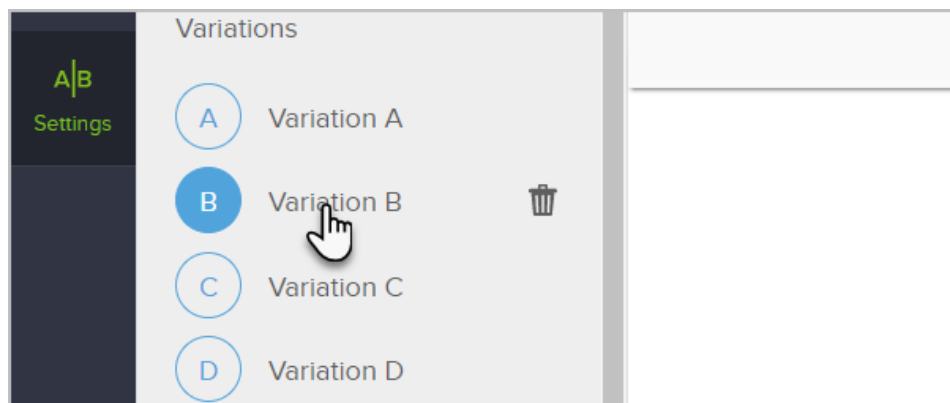 Variations
A|B
Settings
A Variation A
B Variation B
C Variation C
D Variation D